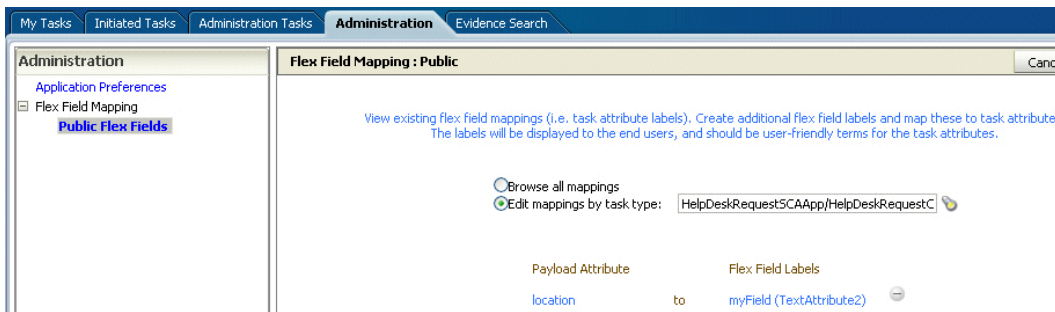 My Tasks Initiated Tasks Administration Tasks Administration Evidence Search
Administration
Application Preferences
Flex Field Mapping
Public Flex Fields
Flex Field Mapping : Public
Canc
View existing flex field mappings (i.e. task attribute labels). Create additional flex field labels and map these to task attribute
The labels will be displayed to the end users, and should be user-friendly terms for the task attributes.
Browse all mappings
Edit mappings by task type: HelpDeskRequestSCAApp/HelpDeskRequestC
Payload Attribute Flex Field Labels
location to myField (TextAttribute2)